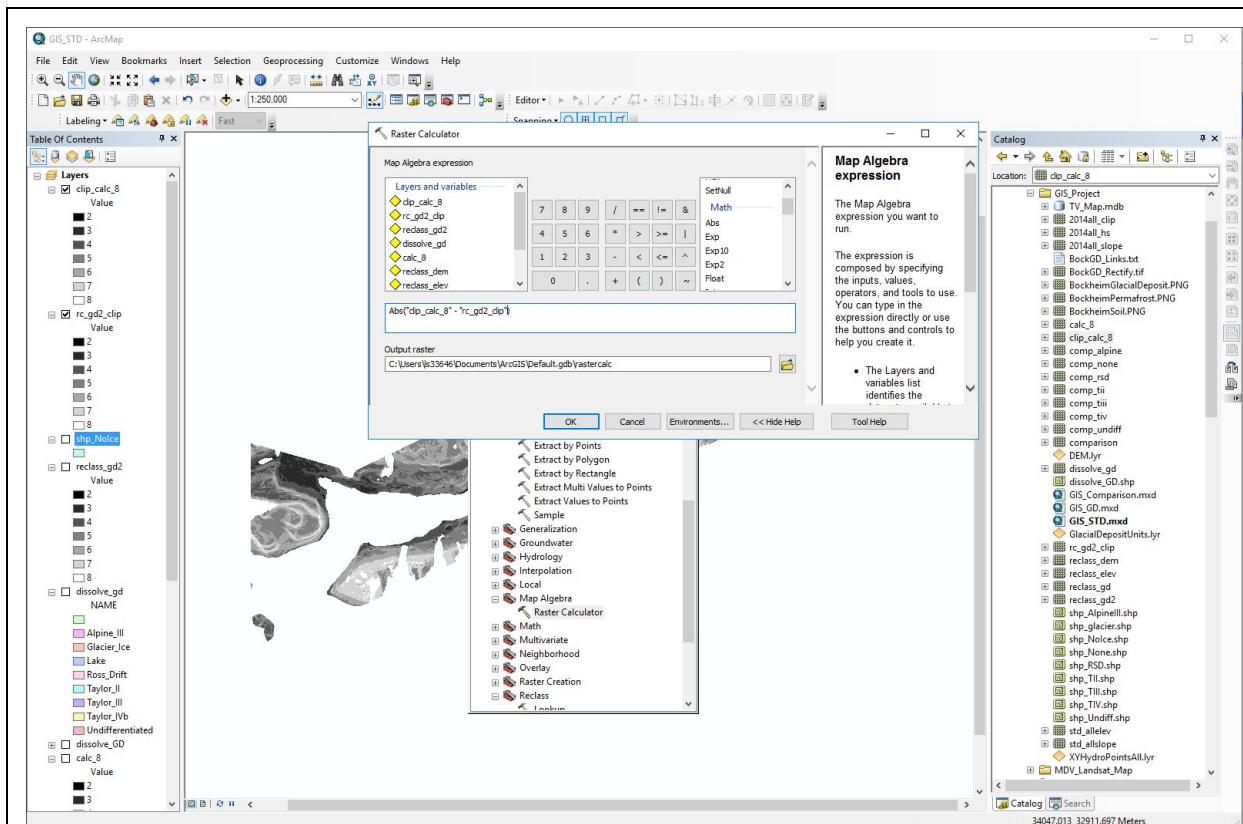 GIS_STD - ArcMap
File Edit View Bookmarks Insert Selection Geoprocessing Customize Windows Help
1:250,000
Editor
Labeling
Fast
Snapping
Table Of Contents
Layers
clip_calc_8
Value
2
3
4
5
6
7
8
rc_gd2_clip
Value
2
3
4
5
6
7
8
shp_NoIce
reclass_gd2
Value
2
3
4
5
6
7
8
dissolve_gd
NAME
Alpine_III
Glacier_Ice
Lake
Ross_Drift
Taylor_II
Taylor_III
Taylor_IVb
Undifferentiated
dissolve_GD
calc_8
Value
2
3
Raster Calculator
Map Algebra expression
Layers and variables
clip_calc_8
rc_gd2_clip
reclass_gd2
dissolve_gd
calc_8
reclass_dem
reclass_elev
7 8 9 / == != &
4 5 6 * > >= |
1 2 3 - < <= ^
0 . + ( ) ~
SetNull
Math
Abs
Exp
Exp10
Exp2
Float
Abs("clip_calc_8" - "rc_gd2_clip")
Output raster
C:\Users\ls33646\Documents\ArcGIS\Default.gdb\rastercalc
OK Cancel Environments... << Hide Help Tool Help
Map Algebra
expression
The Map Algebra
expression you want to
run.
The expression is
composed by specifying
the inputs, values,
operators, and tools to use.
You can type in the
expression directly or use
the buttons and controls to
help you create it.
• The Layers and
variables list
identifies the
Extract by Points
Extract by Polygon
Extract by Rectangle
Extract Multi Values to Points
Extract Values to Points
Sample
Generalization
Groundwater
Hydrology
Interpolation
Local
Map Algebra
Raster Calculator
Math
Multivariate
Neighborhood
Overlay
Raster Creation
Reclass
Lookup
Catalog
Location: clip_calc_8
GIS_Project
TV_Map.mdb
2014all_clip
2014all_hs
2014all_slope
BockGD_Links.txt
BockGD_Rectify.tif
BockheimGlacialDeposit.PNG
BockheimPermafrost.PNG
BockheimSoil.PNG
calc_8
clip_calc_8
comp_alpine
comp_none
comp_rsd
comp_tii
comp_tiii
comp_tiv
comp_undiff
comparison
DEM.lyr
dissolve_gd
dissolve_GD.shp
GIS_Comparison.mxd
GIS_GD.mxd
GIS_STD.mxd
GlacialDepositUnits.lyr
rc_gd2_clip
reclass_dem
reclass_elev
reclass_gd
reclass_gd2
shp_AlpineIII.shp
shp_glacier.shp
shp_NoIce.shp
shp_None.shp
shp_RSD.shp
shp_TII.shp
shp_TIII.shp
shp_TIV.shp
shp_Undiff.shp
std_allelev
std_allslope
XYHydroPointsAll.lyr
MDV_Landsat_Map
Catalog Search
34047.013 32911.697 Meters